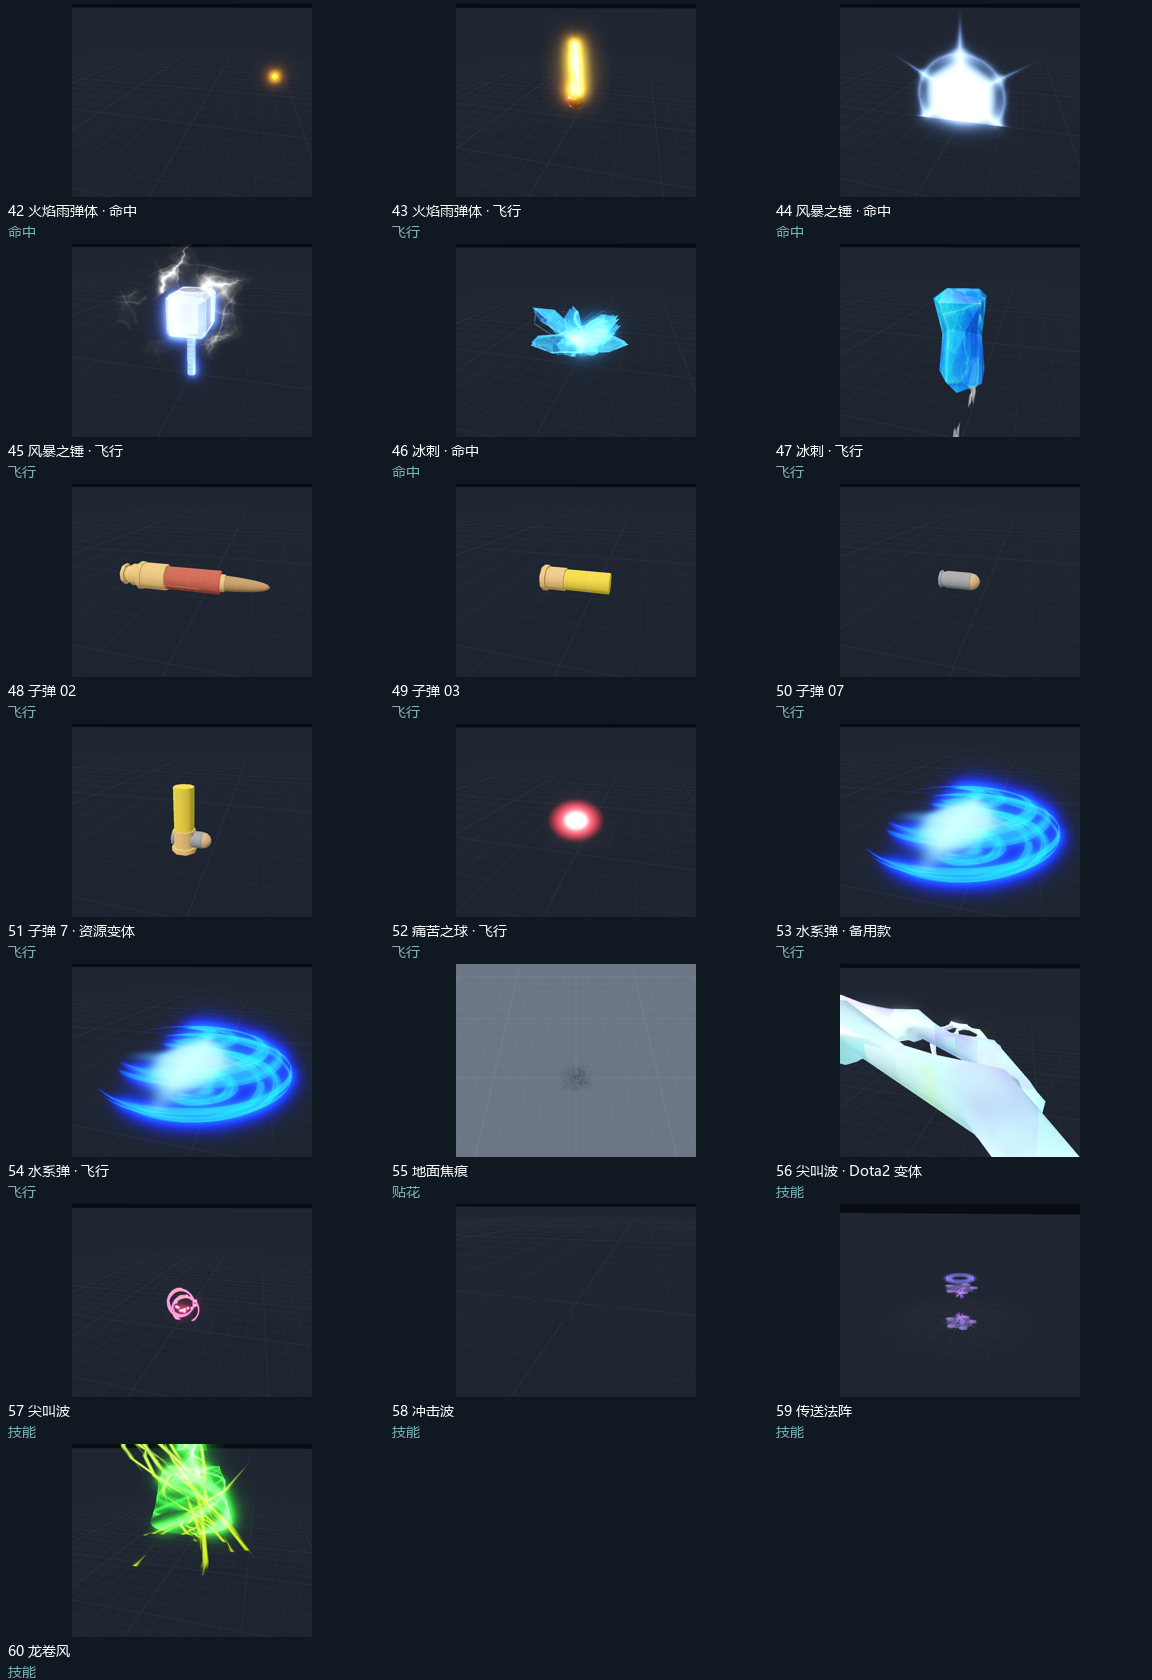 42 火焰雨弹体 · 命中
命中
43 火焰雨弹体 · 飞行
飞行
44 风暴之锤 · 命中
命中
45 风暴之锤 · 飞行
飞行
46 冰刺 · 命中
命中
47 冰刺 · 飞行
飞行
48 子弹 02
飞行
49 子弹 03
飞行
50 子弹 07
飞行
51 子弹 7 · 资源变体
飞行
52 痛苦之球 · 飞行
飞行
53 水系弹 · 备用款
飞行
54 水系弹 · 飞行
飞行
55 地面焦痕
贴花
56 尖叫波 · Dota2 变体
技能
57 尖叫波
技能
58 冲击波
技能
59 传送法阵
技能
60 龙卷风
技能